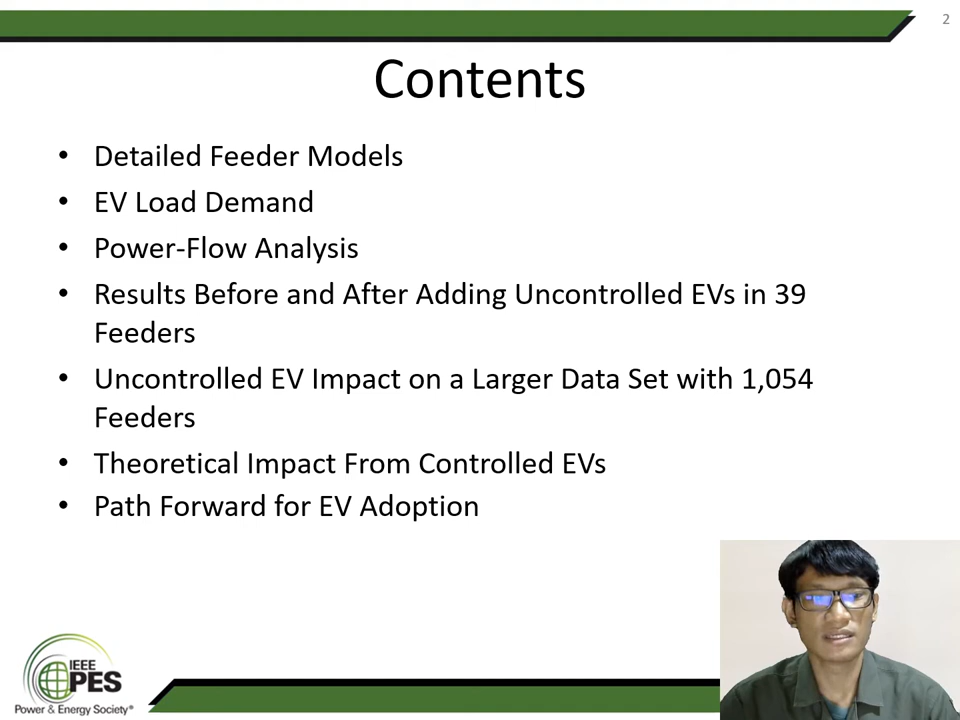 2
Contents
• Detailed Feeder Models
• EV Load Demand
• Power-Flow Analysis
• Results Before and After Adding Uncontrolled EVs in 39
Feeders
• Uncontrolled EV Impact on a Larger Data Set with 1,054
Feeders
• Theoretical Impact From Controlled EVs
• Path Forward for EV Adoption
IEEE
PES
Power & Energy Society®